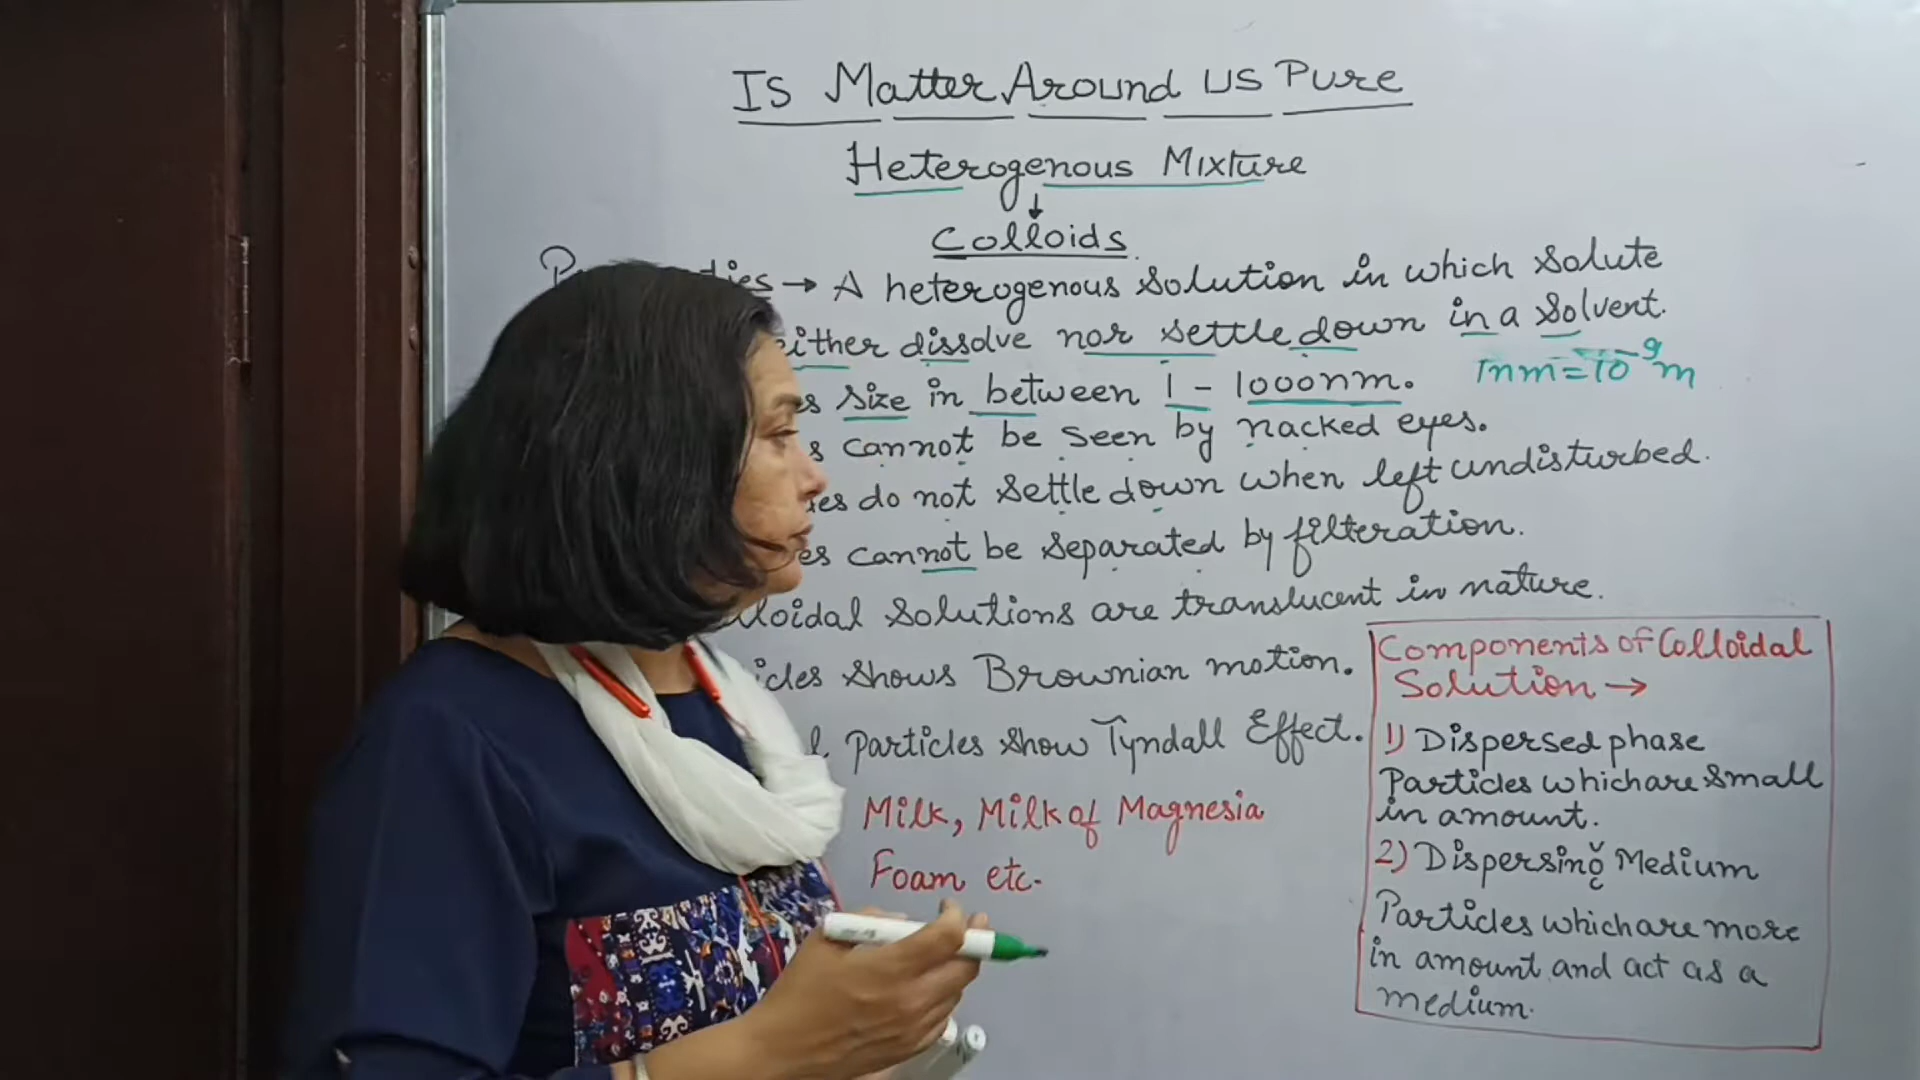 Is Matter Around us Pure
Heterogenous Mixture
↓
Colloids
→ A heterogenous solution in which solute
dissolve nor settle down in a solvent.
size in between 1 - 1000nm.
1nm = 10⁻⁹m
cannot be seen by nacked eyes.
do not settle down when left undisturbed.
cannot be separated by filteration.
solutions are translucent in nature.
shows Brownian motion.
particles show Tyndall Effect.
Milk, Milk of Magnesia
Foam etc.
Components of Colloidal
Solution →
1) Dispersed phase
Particles which are small
in amount.
2) Dispersing Medium
Particles which are more
in amount and act as a
medium.